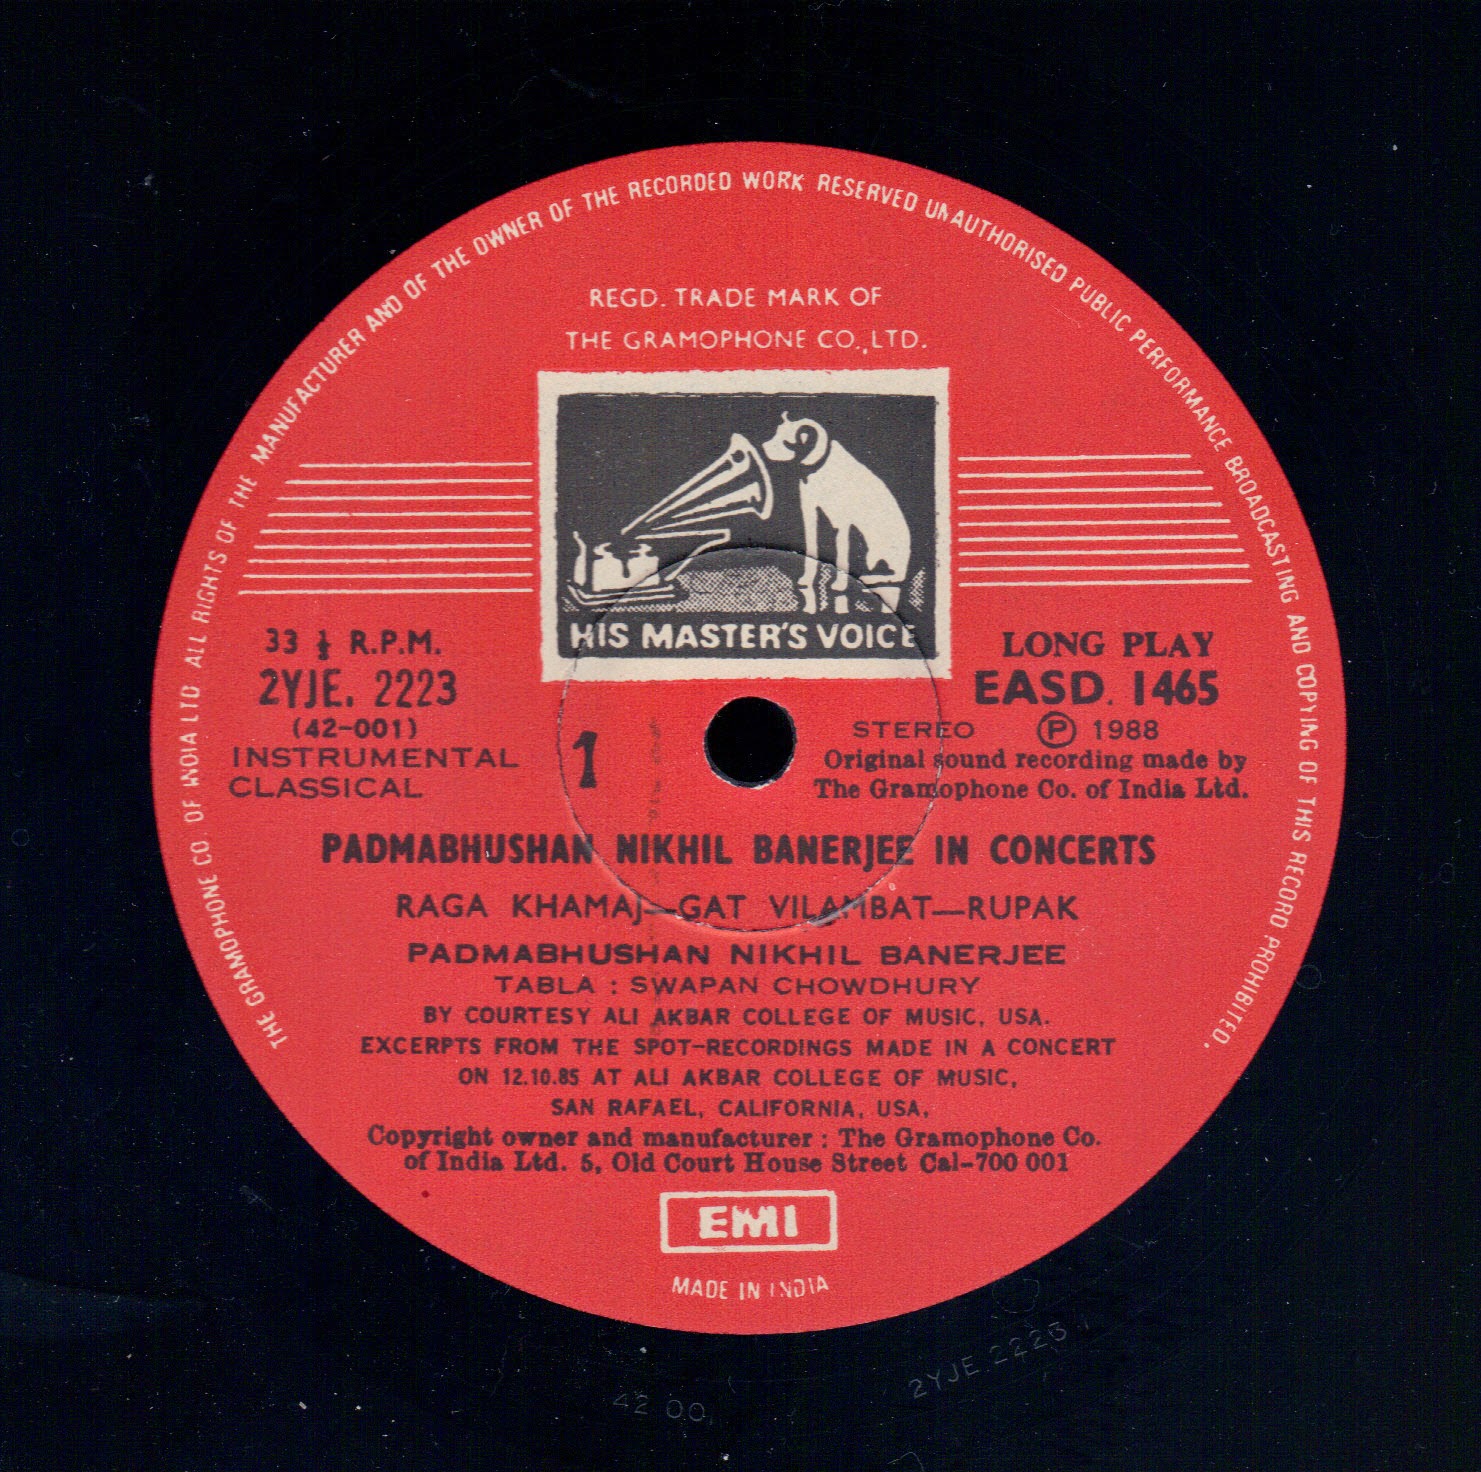 THE GRAMOPHONE CO. OF INDIA LTD ALL RIGHTS OF THE MANUFACTURER AND OF THE OWNER OF THE RECORDED WORK RESERVED UNAUTHORISED PUBLIC PERFORMANCE BROADCASTING AND COPYING OF THIS RECORD PROHIBITED.
REGD. TRADE MARK OF
THE GRAMOPHONE CO.,LTD.
HIS MASTER'S VOICE
33 ⅓ R.P.M.
2YJE. 2223
(42-001)
INSTRUMENTAL
CLASSICAL
1
LONG PLAY
EASD. 1465
STEREO ℗ 1988
Original sound recording made by
The Gramophone Co. of India Ltd.
PADMABHUSHAN NIKHIL BANERJEE IN CONCERTS
RAGA KHAMAJ—GAT VILAMBAT—RUPAK
PADMABHUSHAN NIKHIL BANERJEE
TABLA : SWAPAN CHOWDHURY
BY COURTESY ALI AKBAR COLLEGE OF MUSIC, USA.
EXCERPTS FROM THE SPOT-RECORDINGS MADE IN A CONCERT
ON 12.10.85 AT ALI AKBAR COLLEGE OF MUSIC,
SAN RAFAEL, CALIFORNIA, USA,
Copyright owner and manufacturer : The Gramophone Co.
of India Ltd. 5, Old Court House Street Cal-700 001
EMI
MADE IN INDIA
2YJE 2223